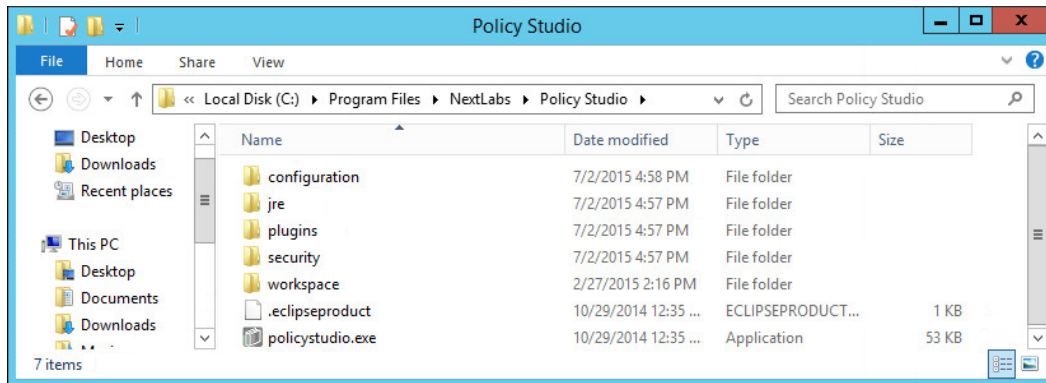 Policy Studio
File Home Share View
« Local Disk (C:) Program Files NextLabs Policy Studio Search Policy Studio
Desktop
Downloads
Recent places
This PC
Desktop
Documents
Downloads
Name Date modified Type Size
configuration 7/2/2015 4:58 PM File folder
jre 7/2/2015 4:57 PM File folder
plugins 7/2/2015 4:57 PM File folder
security 7/2/2015 4:57 PM File folder
workspace 2/27/2015 2:16 PM File folder
.eclipseproduct 10/29/2014 12:35 ... ECLIPSEPRODUCT... 1 KB
policystudio.exe 10/29/2014 12:35 ... Application 53 KB
7 items